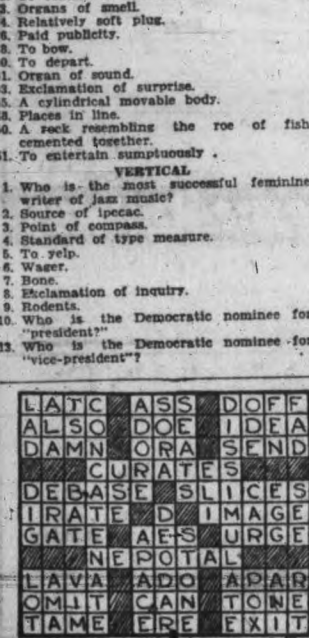 3. Organs of smell.
4. Relatively soft plug.
6. Paid publicity.
8. To bow.
0. To depart.
1. Organ of sound.
3. Exclamation of surprise.
5. A cylindrical movable body.
8. Places in line.
0. A rock resembling the roe of fish
cemented together.
51. To entertain sumptuously.
VERTICAL
1. Who is the most successful feminine
writer of jazz music?
2. Source of ipecac.
3. Point of compass.
4. Standard of type measure.
5. To yelp.
6. Wager.
7. Bone.
8. Exclamation of inquiry.
9. Rodents.
10. Who is the Democratic nominee for
"president?"
13. Who is the Democratic nominee for
"vice-president"?
LATC ASS DOFF
ALSO DOE IDEA
DAMN ORA SEND
CURATES
DEBASE SLICES
IRATE D IMAGE
GATE AES URGE
NEPOTAL
LAVA ADO APAR
OMIT CAN TONE
TAME ERE EXIT